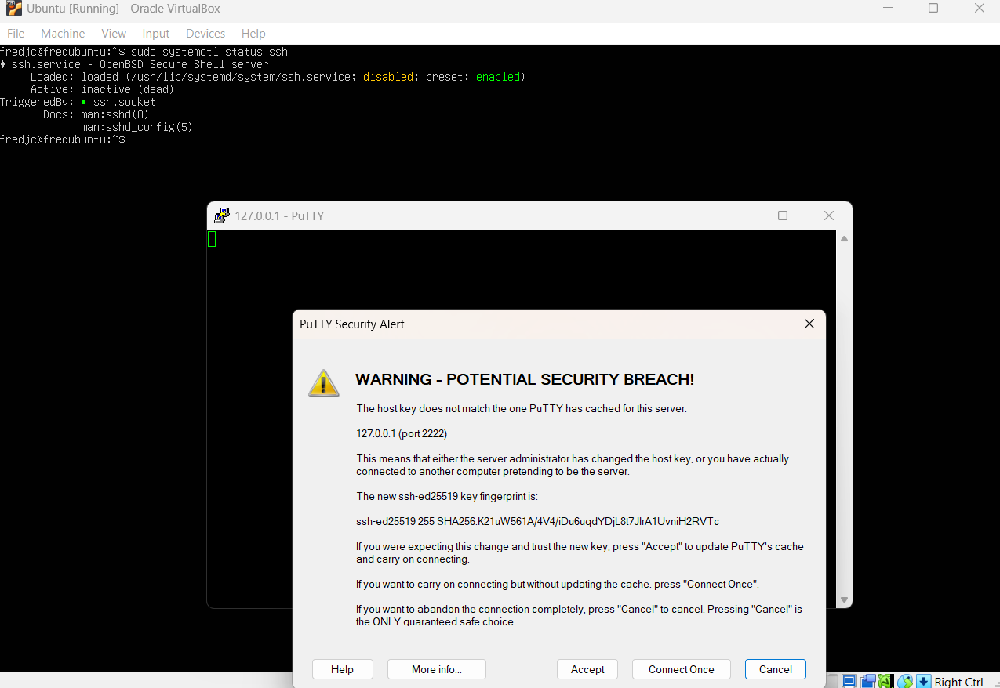 Ubuntu [Running] - Oracle VirtualBox
File Machine View Input Devices Help
fredjc@fredubuntu:~$ sudo systemctl status ssh
ssh.service - OpenBSD Secure Shell server
Loaded: loaded (/usr/lib/systemd/system/ssh.service; disabled; preset: enabled)
Active: inactive (dead)
TriggeredBy: ● ssh.socket
Docs: man:sshd(8)
man:sshd_config(5)
fredjc@fredubuntu:~$
127.0.0.1 - PuTTY
PuTTY Security Alert
WARNING - POTENTIAL SECURITY BREACH!
The host key does not match the one PuTTY has cached for this server:
127.0.0.1 (port 2222)
This means that either the server administrator has changed the host key, or you have actually
connected to another computer pretending to be the server.
The new ssh-ed25519 key fingerprint is:
ssh-ed25519 255 SHA256:K21uW561A/4V4/iDu6uqdYDjL8t7JlrA1UvniH2RVTc
If you were expecting this change and trust the new key, press "Accept" to update PuTTY's cache
and carry on connecting.
If you want to carry on connecting but without updating the cache, press "Connect Once".
If you want to abandon the connection completely, press "Cancel" to cancel. Pressing "Cancel" is
the ONLY guaranteed safe choice.
Help More info... Accept Connect Once Cancel
Right Ctrl